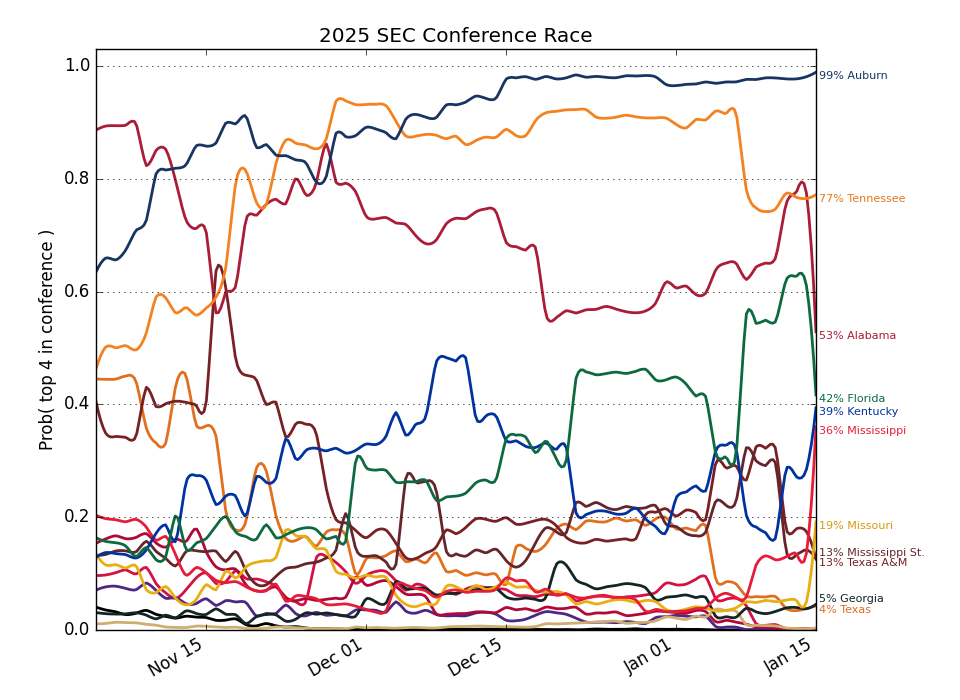 2025 SEC Conference Race
Prob( top 4 in conference )
1.0
0.8
0.6
0.4
0.2
0.0
Nov 15
Dec 01
Dec 15
Jan 01
Jan 15
99% Auburn
77% Tennessee
53% Alabama
42% Florida
39% Kentucky
36% Mississippi
19% Missouri
13% Mississippi St.
13% Texas A&M
5% Georgia
4% Texas